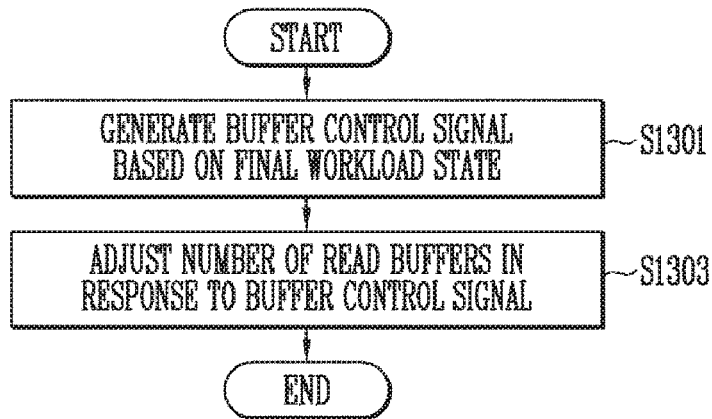 START
GENERATE BUFFER CONTROL SIGNAL
BASED ON FINAL WORKLOAD STATE
S1301
ADJUST NUMBER OF READ BUFFERS IN
RESPONSE TO BUFFER CONTROL SIGNAL
S1303
END